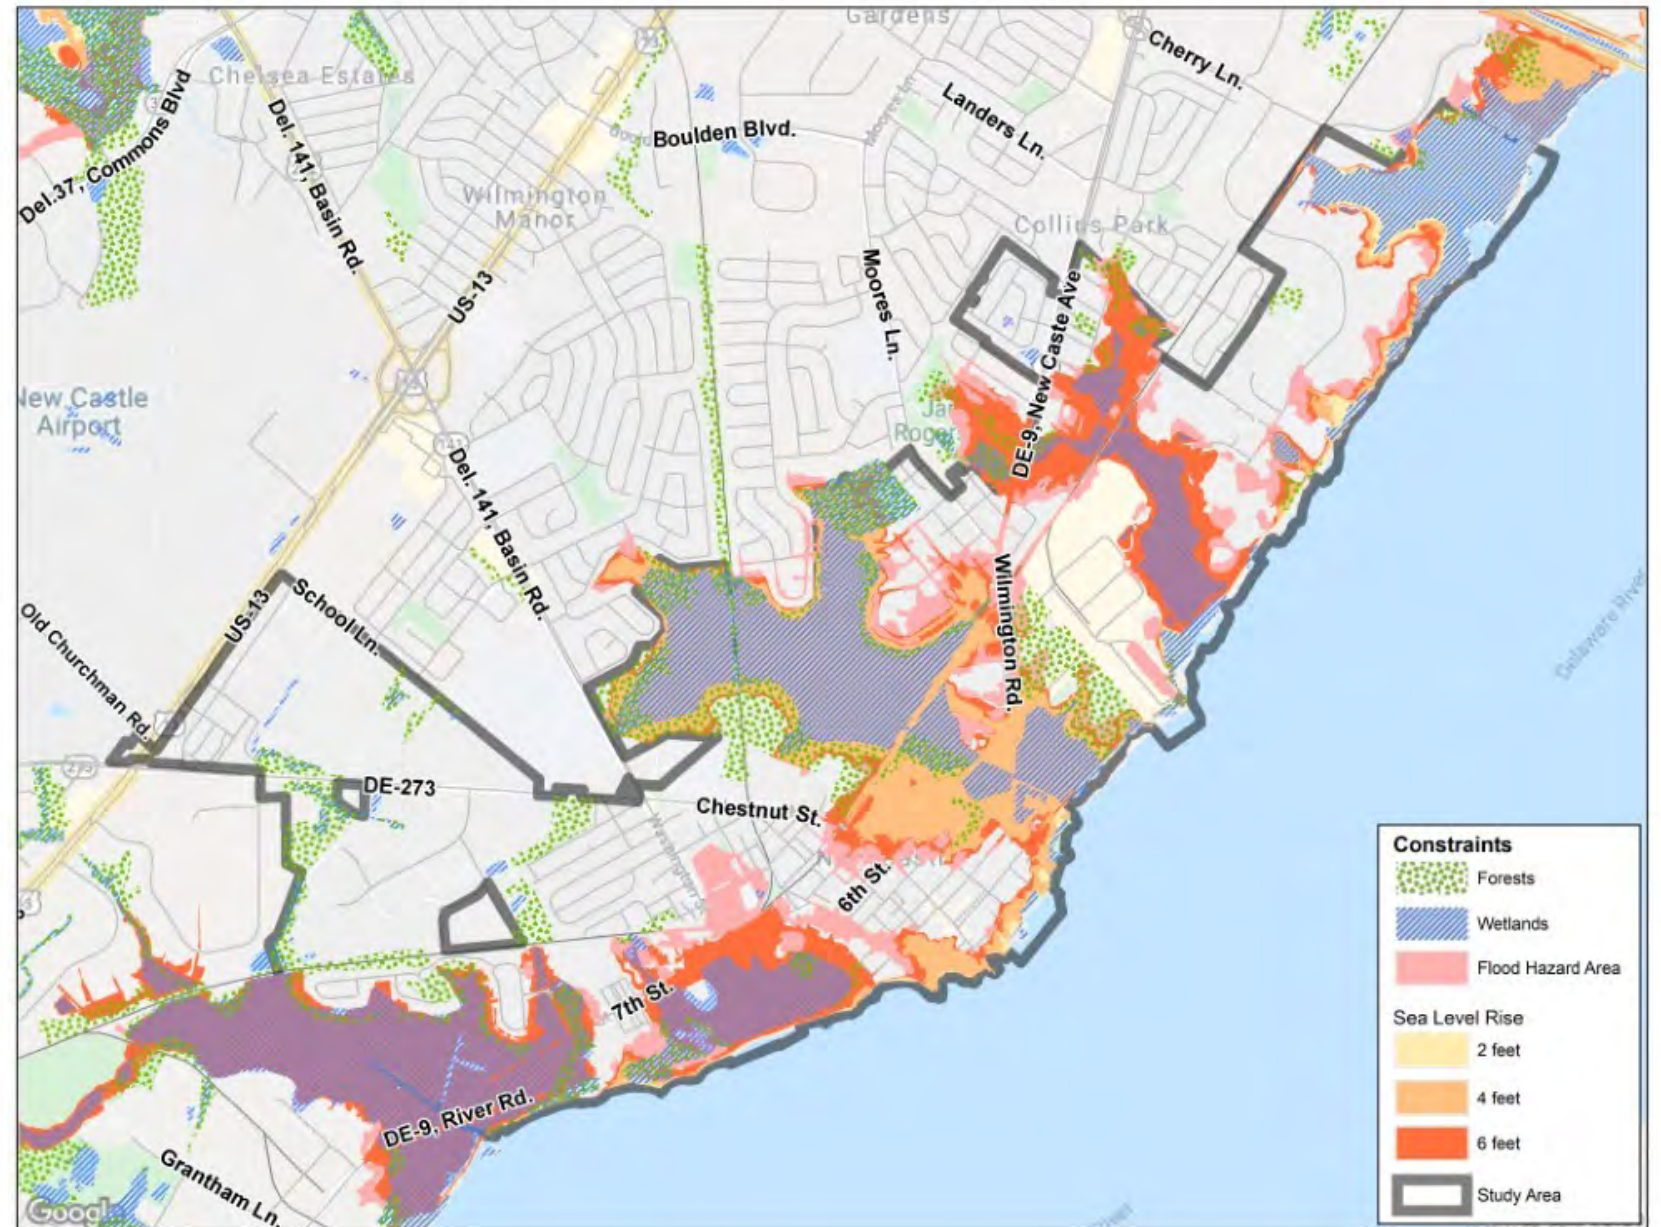 Gardens
Cherry Ln.
Chelsea Estates
Del.37, Commons Blvd
Del. 141, Basin Rd.
Boulden Blvd.
Moores Ln
Landers Ln.
Wilmington
Manor
Collins Park
US-13
Moores Ln.
DE-9, New Caste Ave
New Castle
Airport
141
Del. 141, Basin Rd.
Wilmington Rd.
Delaware River
US-13
School Ln.
Old Churchman Rd.
273
DE-273
Chestnut St.
6th St.
7th St.
DE-9, River Rd.
Grantham Ln.
Google
Constraints
Forests
Wetlands
Flood Hazard Area
Sea Level Rise
2 feet
4 feet
6 feet
Study Area